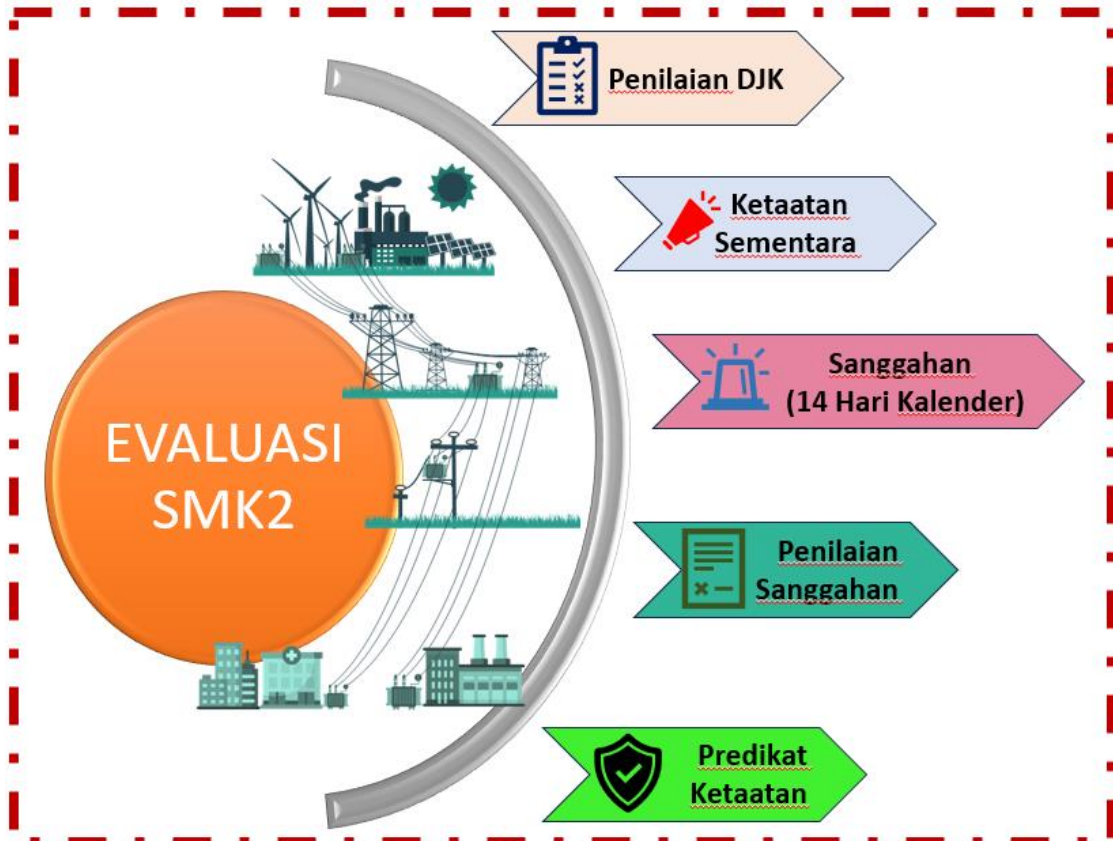 Penilaian DJK
Ketaatan
Sementara
Sanggahan
(14 Hari Kalender)
EVALUASI
SMK2
Penilaian
Sanggahan
Predikat
Ketaatan